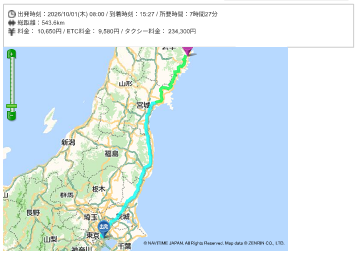 出発時刻：2026/10/01(木) 08:00 / 到着時刻：15:27 / 所要時間：7時間27分
総距離：543.6km
料金： 10,650円 / ETC料金： 9,580円 / タクシー料金： 234,300円
岩手
山形
宮城
新潟
福島
栃木
群馬
長野
茨城
埼玉
出発
東京
山梨
千葉
神奈川
© NAVITIME JAPAN, All Rights Reserved. Map data © ZENRIN CO., LTD.